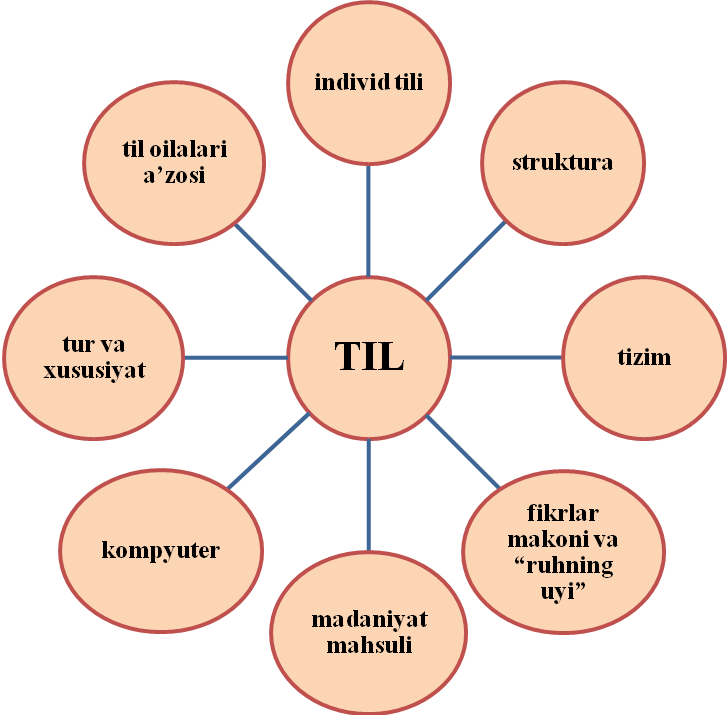 individ tili
struktura
tizim
fikrlar
makoni va
“ruhning
uyi”
madaniyat
mahsuli
kompyuter
tur va
xususiyat
til oilalari
a’zosi
TIL